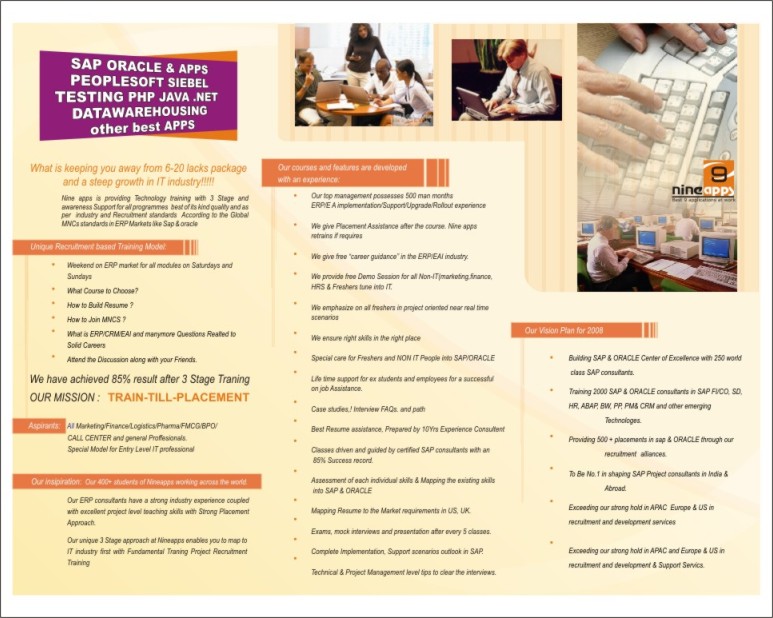 SAP ORACLE & APPS
PEOPLESOFT SIEBEL
TESTING PHP JAVA .NET
DATAWAREHOUSING
other best APPS
What is keeping you away from 6-20 lacks package
and a steep growth in IT industry!!!!!
Nine apps is providing Technology training with 3 Stage and
awareness Support for all programmes best of its kind quality and as
per industry and Recruitment standards According to the Global
MNCs standards in ERP Markets like Sap & oracle
Unique Recruitment based Training Model:
Weekend on ERP market for all modules on Saturdays and
Sundays
What Course to Choose?
How to Build Resume ?
How to Join MNCS ?
What is ERP/CRM/EAI and manymore Questions Realted to
Solid Careers
Attend the Discussion along with your Friends.
We have achieved 85% result after 3 Stage Traning
OUR MISSION : TRAIN-TILL-PLACEMENT
Aspirants: All Marketing/Finance/Logistics/Pharma/FMCG/BPO/
CALL CENTER and general Proffesionals.
Special Model for Entry Level IT professional
Our insipiration: Our 400+ students of Nineapps working across the world.
Our ERP consultants have a strong industry experience coupled
with excellent project level teaching skills with Strong Placement
Approach.
Our unique 3 Stage approach at Nineapps enables you to map to
IT industry first with Fundamental Traning Project Recruitment
Training
Our courses and features are developed
with an experience:
Our top management possesses 500 man months
ERP/E A implementation/Support/Upgrade/Rollout experience
We give Placement Assistance after the course. Nine apps
retrains if requires
We give free "career guidance" in the ERP/EAI industry.
We provide free Demo Session for all Non-IT(marketing,finance,
HRS & Freshers tune into IT.
We emphasize on all freshers in project oriented near real time
scenarios
We ensure right skills in the right place
Special care for Freshers and NON IT People into SAP/ORACLE
Life time support for ex students and employees for a successful
on job Assistance.
Case studies,! Interview FAQs. and path
Best Resume assistance, Prepared by 10Yrs Experience Consultent
Classes driven and guided by certified SAP consultants with an
85% Success record.
Assessment of each individual skills & Mapping the existing skills
into SAP & ORACLE
Mapping Resume to the Market requirements in US, UK.
Exams, mock interviews and presentation after every 5 classes.
Complete Implementation, Support scenarios outlook in SAP.
Technical & Project Management level tips to clear the interviews.
9
nineapps
Best 9 applications at work
Our Vision Plan for 2008
Building SAP & ORACLE Center of Excellence with 250 world
class SAP consultants.
Training 2000 SAP & ORACLE consultants in SAP FI/CO, SD,
HR, ABAP, BW, PP, PM& CRM and other emerging
Technologes.
Providing 500 + placements in sap & ORACLE through our
recruitment alliances.
To Be No.1 in shaping SAP Project consultants in India &
Abroad.
Exceeding our strong hold in APAC Europe & US in
recruitment and development services
Exceeding our strong hold in APAC and Europe & US in
recruitment and development & Support Servics.